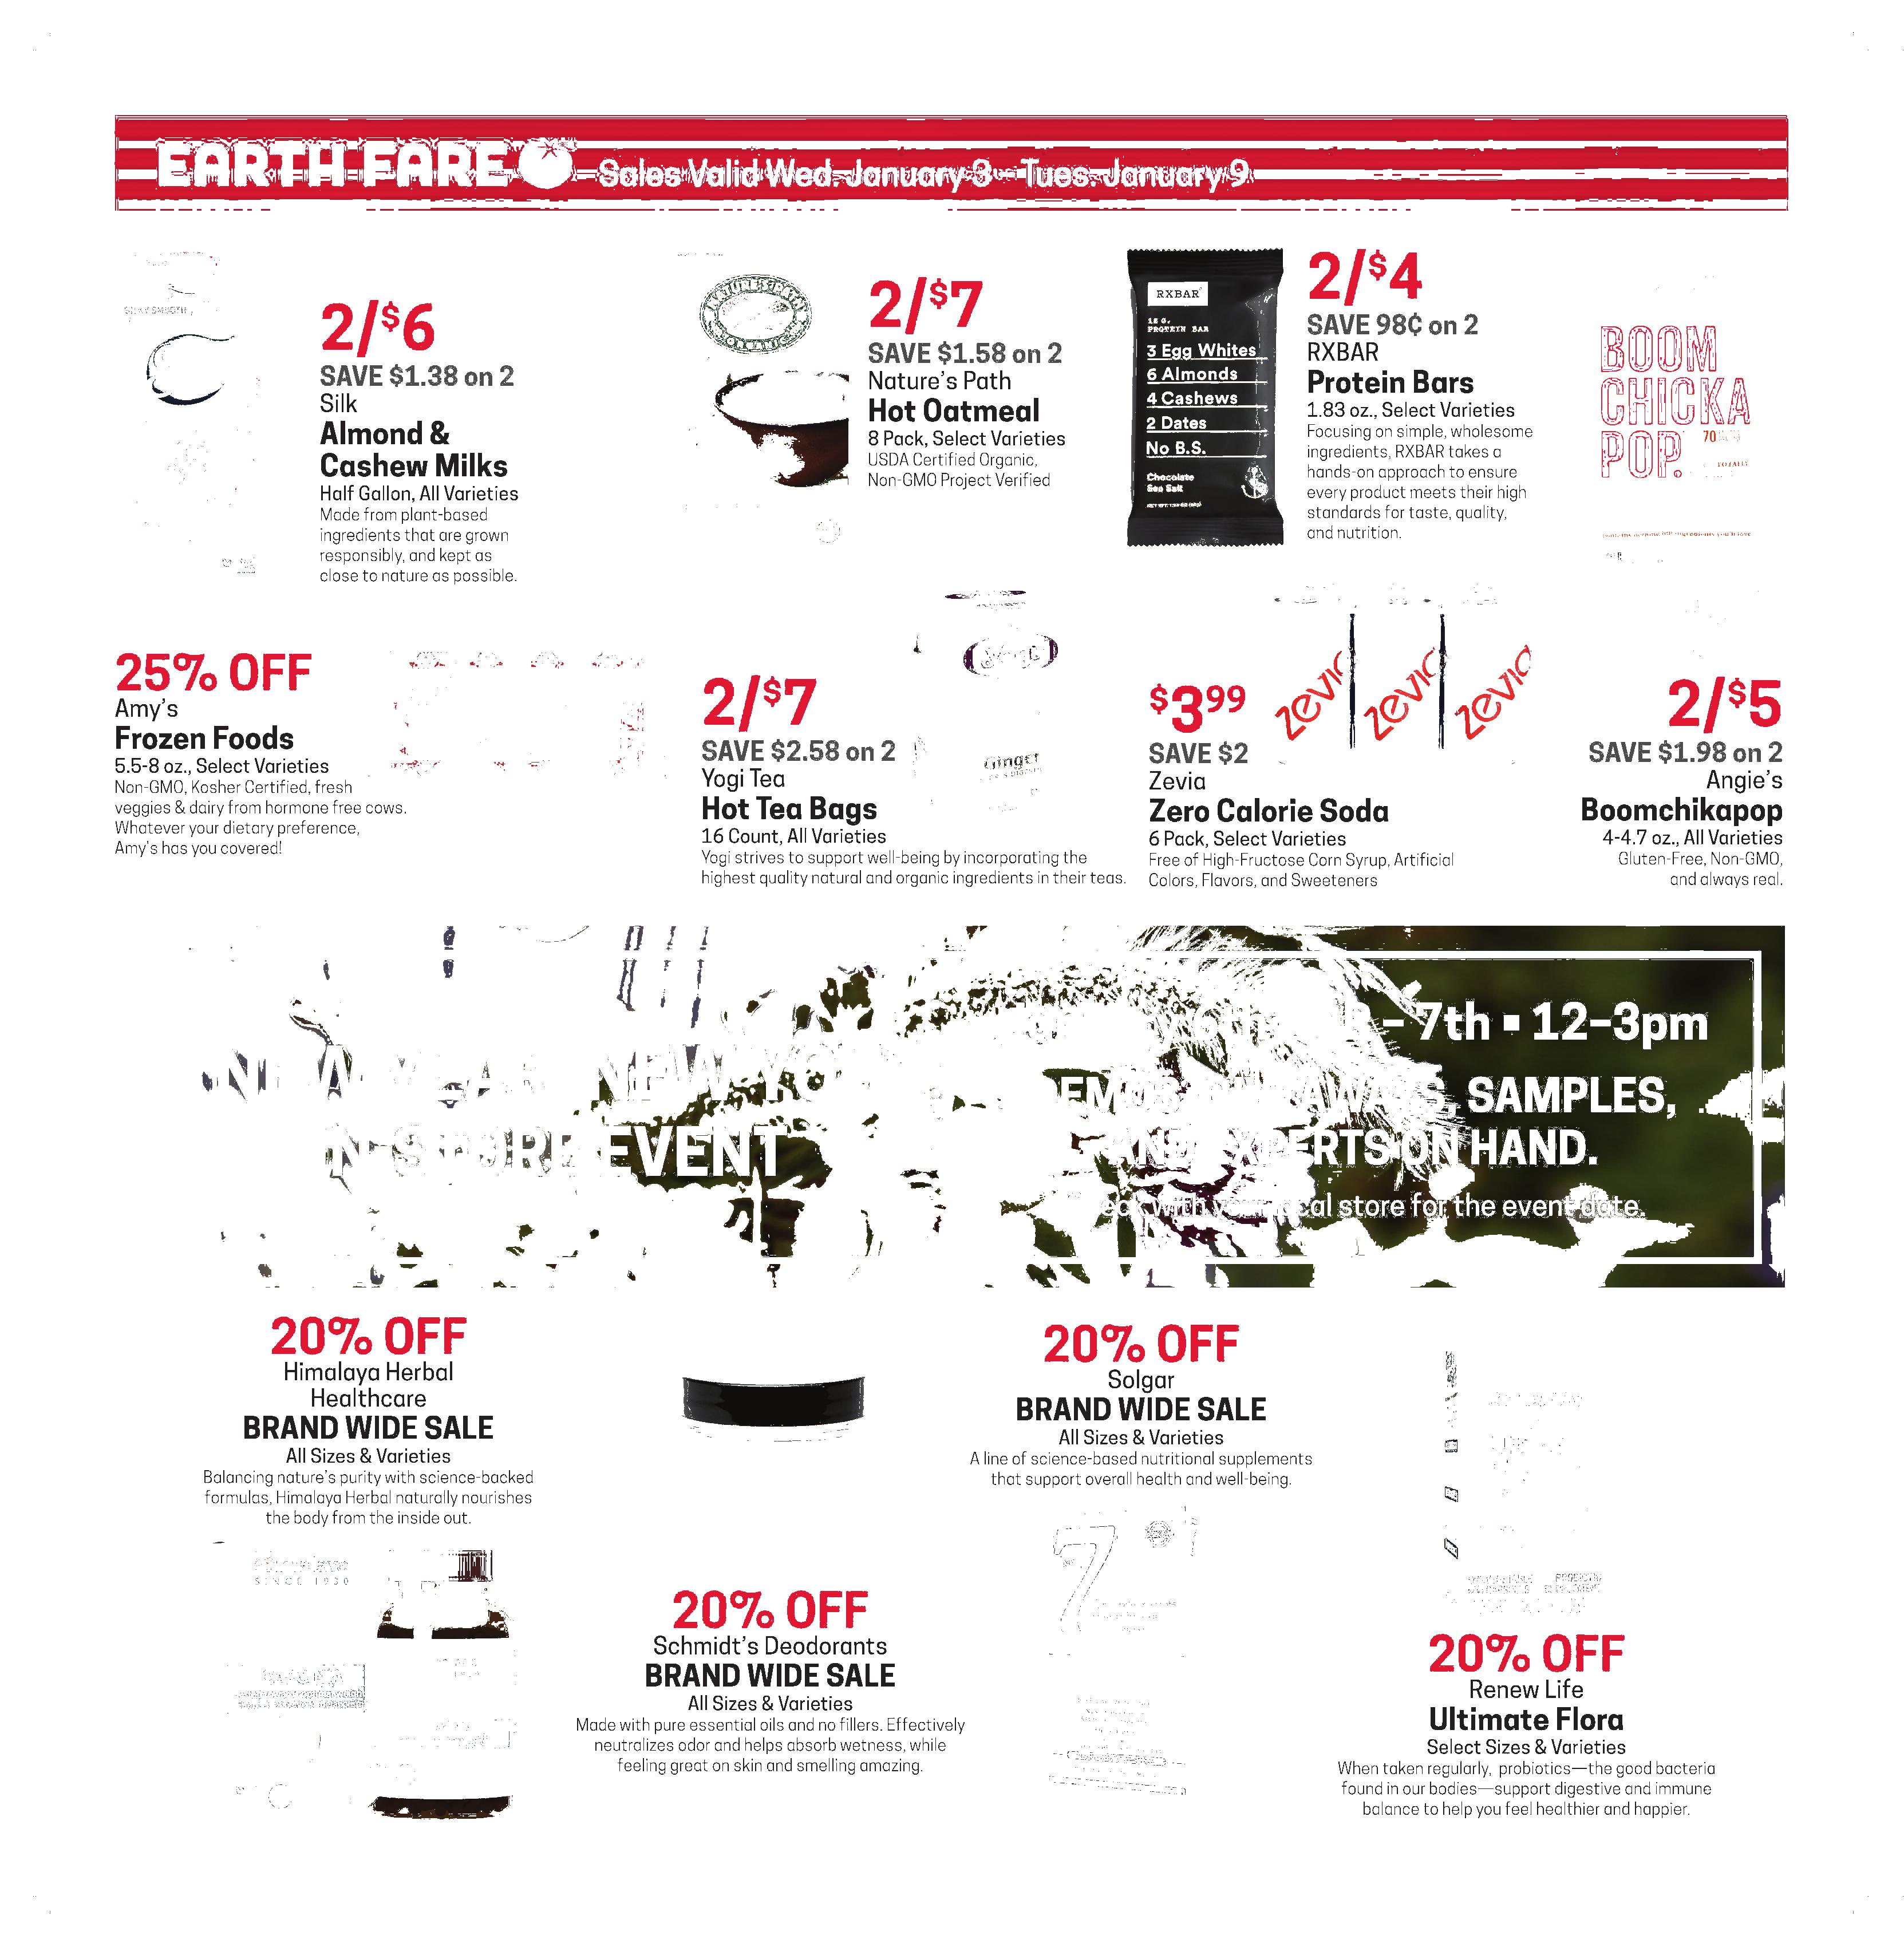 EARTH FARE Sales Valid Wed. January 3 – Tues. January 9
2/$6
SAVE $1.38 on 2
Silk
Almond &
Cashew Milks
Half Gallon, All Varieties
Made from plant-based
ingredients that are grown
responsibly, and kept as
close to nature as possible.
2/$7
SAVE $1.58 on 2
Nature's Path
Hot Oatmeal
8 Pack, Select Varieties
USDA Certified Organic,
Non-GMO Project Verified
RXBAR
12 G.
PROTEIN BAR
3 Egg Whites
6 Almonds
4 Cashews
2 Dates
No B.S.
Chocolate
Sea Salt
2/$4
SAVE 98¢ on 2
RXBAR
Protein Bars
1.83 oz., Select Varieties
Focusing on simple, wholesome
ingredients, RXBAR takes a
hands-on approach to ensure
every product meets their high
standards for taste, quality,
and nutrition.
BOOM
CHICKA
POP.
70
25% OFF
Amy's
Frozen Foods
5.5-8 oz., Select Varieties
Non-GMO, Kosher Certified, fresh
veggies & dairy from hormone free cows.
Whatever your dietary preference,
Amy's has you covered!
2/$7
SAVE $2.58 on 2
Yogi Tea
Hot Tea Bags
16 Count, All Varieties
Yogi strives to support well-being by incorporating the
highest quality natural and organic ingredients in their teas.
Ginger
$3.99
SAVE $2
Zevia
Zero Calorie Soda
6 Pack, Select Varieties
Free of High-Fructose Corn Syrup, Artificial
Colors, Flavors, and Sweeteners
zevia zevia zevia
2/$5
SAVE $1.98 on 2
Angie's
Boomchikapop
4-4.7 oz., All Varieties
Gluten-Free, Non-GMO,
and always real.
NEW YEAR, NEW YOU
IN-STORE EVENT
– 7th ▪ 12–3pm
SAMPLES,
AND EXPERTS ON HAND.
with your local store for the event date.
20% OFF
Himalaya Herbal
Healthcare
BRAND WIDE SALE
All Sizes & Varieties
Balancing nature's purity with science-backed
formulas, Himalaya Herbal naturally nourishes
the body from the inside out.
SINCE 1930
20% OFF
Schmidt's Deodorants
BRAND WIDE SALE
All Sizes & Varieties
Made with pure essential oils and no fillers. Effectively
neutralizes odor and helps absorb wetness, while
feeling great on skin and smelling amazing.
20% OFF
Solgar
BRAND WIDE SALE
All Sizes & Varieties
A line of science-based nutritional supplements
that support overall health and well-being.
7
20% OFF
Renew Life
Ultimate Flora
Select Sizes & Varieties
When taken regularly, probiotics—the good bacteria
found in our bodies—support digestive and immune
balance to help you feel healthier and happier.